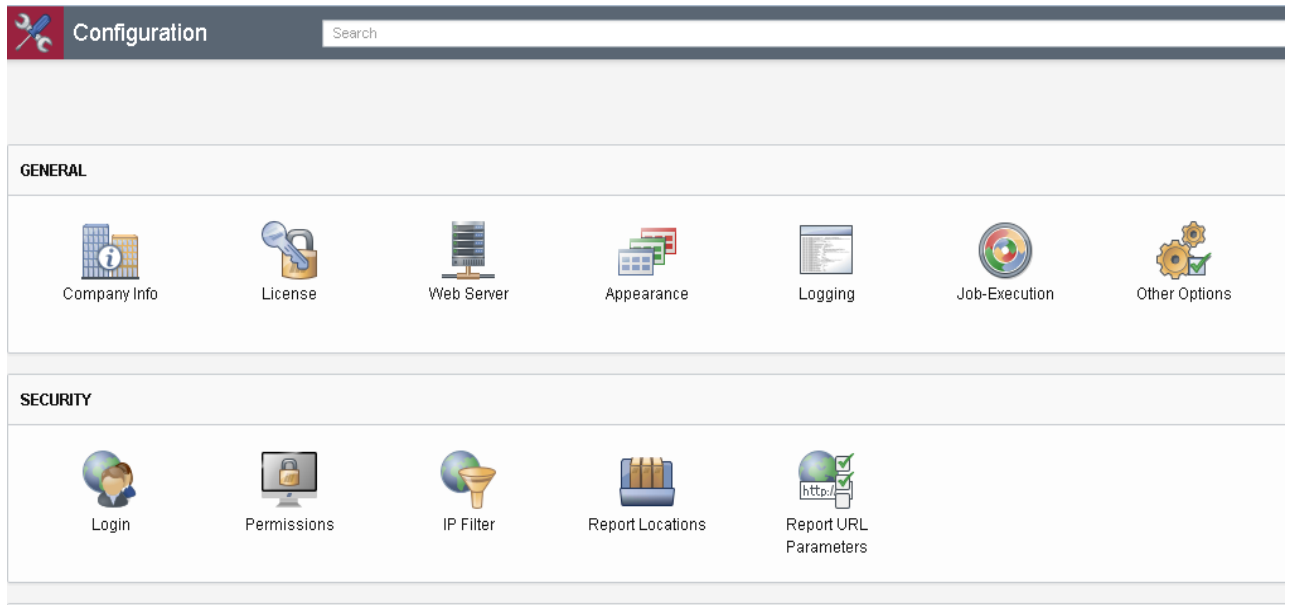 Configuration
Search
GENERAL
Company Info
License
Web Server
Appearance
Logging
Job-Execution
Other Options
SECURITY
Login
Permissions
IP Filter
Report Locations
http:/
Report URL
Parameters